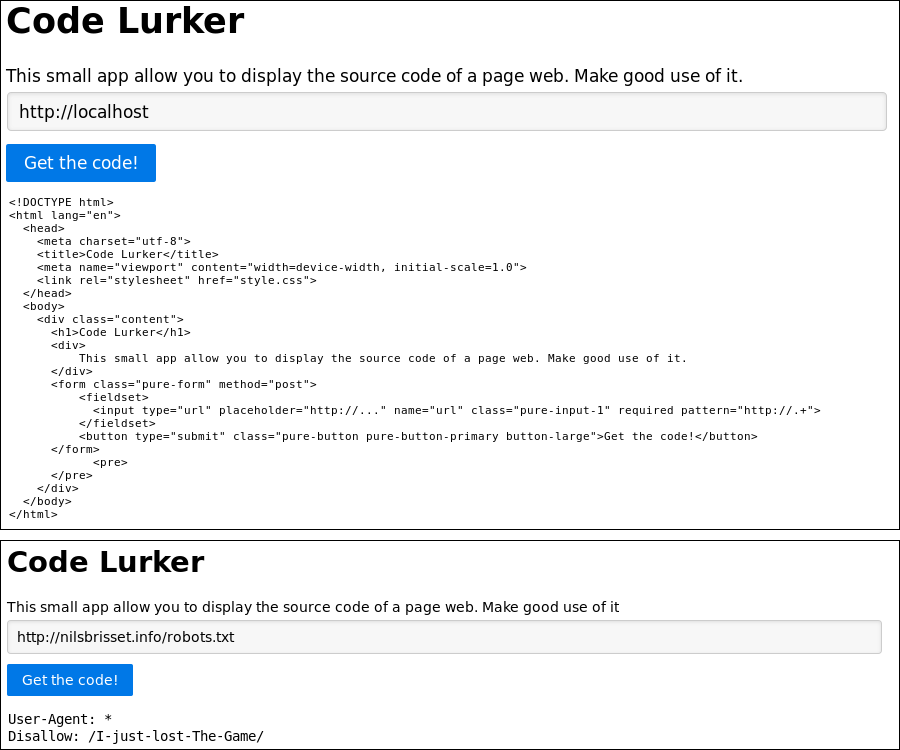 Code Lurker
This small app allow you to display the source code of a page web. Make good use of it.
http://localhost
Get the code!
<!DOCTYPE html>
<html lang="en">
  <head>
    <meta charset="utf-8">
    <title>Code Lurker</title>
    <meta name="viewport" content="width=device-width, initial-scale=1.0">
    <link rel="stylesheet" href="style.css">
  </head>
  <body>
    <div class="content">
      <h1>Code Lurker</h1>
      <div>
          This small app allow you to display the source code of a page web. Make good use of it.
      </div>
      <form class="pure-form" method="post">
          <fieldset>
            <input type="url" placeholder="http://..." name="url" class="pure-input-1" required pattern="http://.+">
          </fieldset>
          <button type="submit" class="pure-button pure-button-primary button-large">Get the code!</button>
      </form>
            <pre>
      </pre>
    </div>
  </body>
</html>
Code Lurker
This small app allow you to display the source code of a page web. Make good use of it
http://nilsbrisset.info/robots.txt
Get the code!
User-Agent: *
Disallow: /I-just-lost-The-Game/